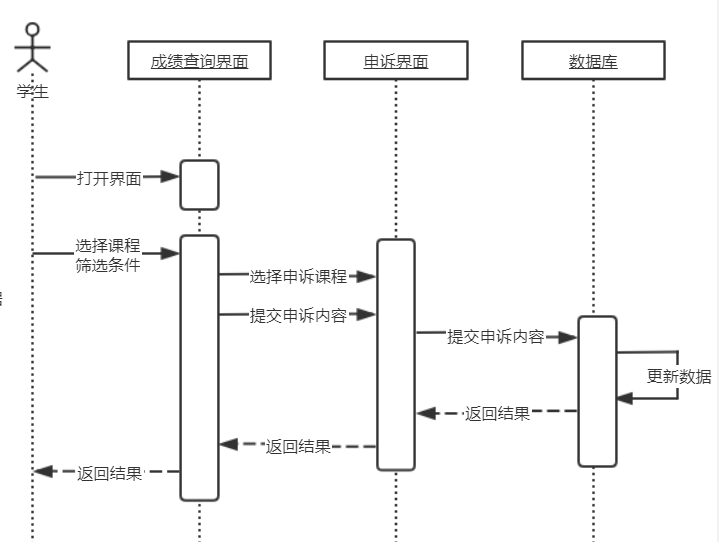 成绩查询界面
申诉界面
数据库
学生
打开界面
选择课程
筛选条件
选择申诉课程
提交申诉内容
提交申诉内容
更新数据
返回结果
返回结果
返回结果